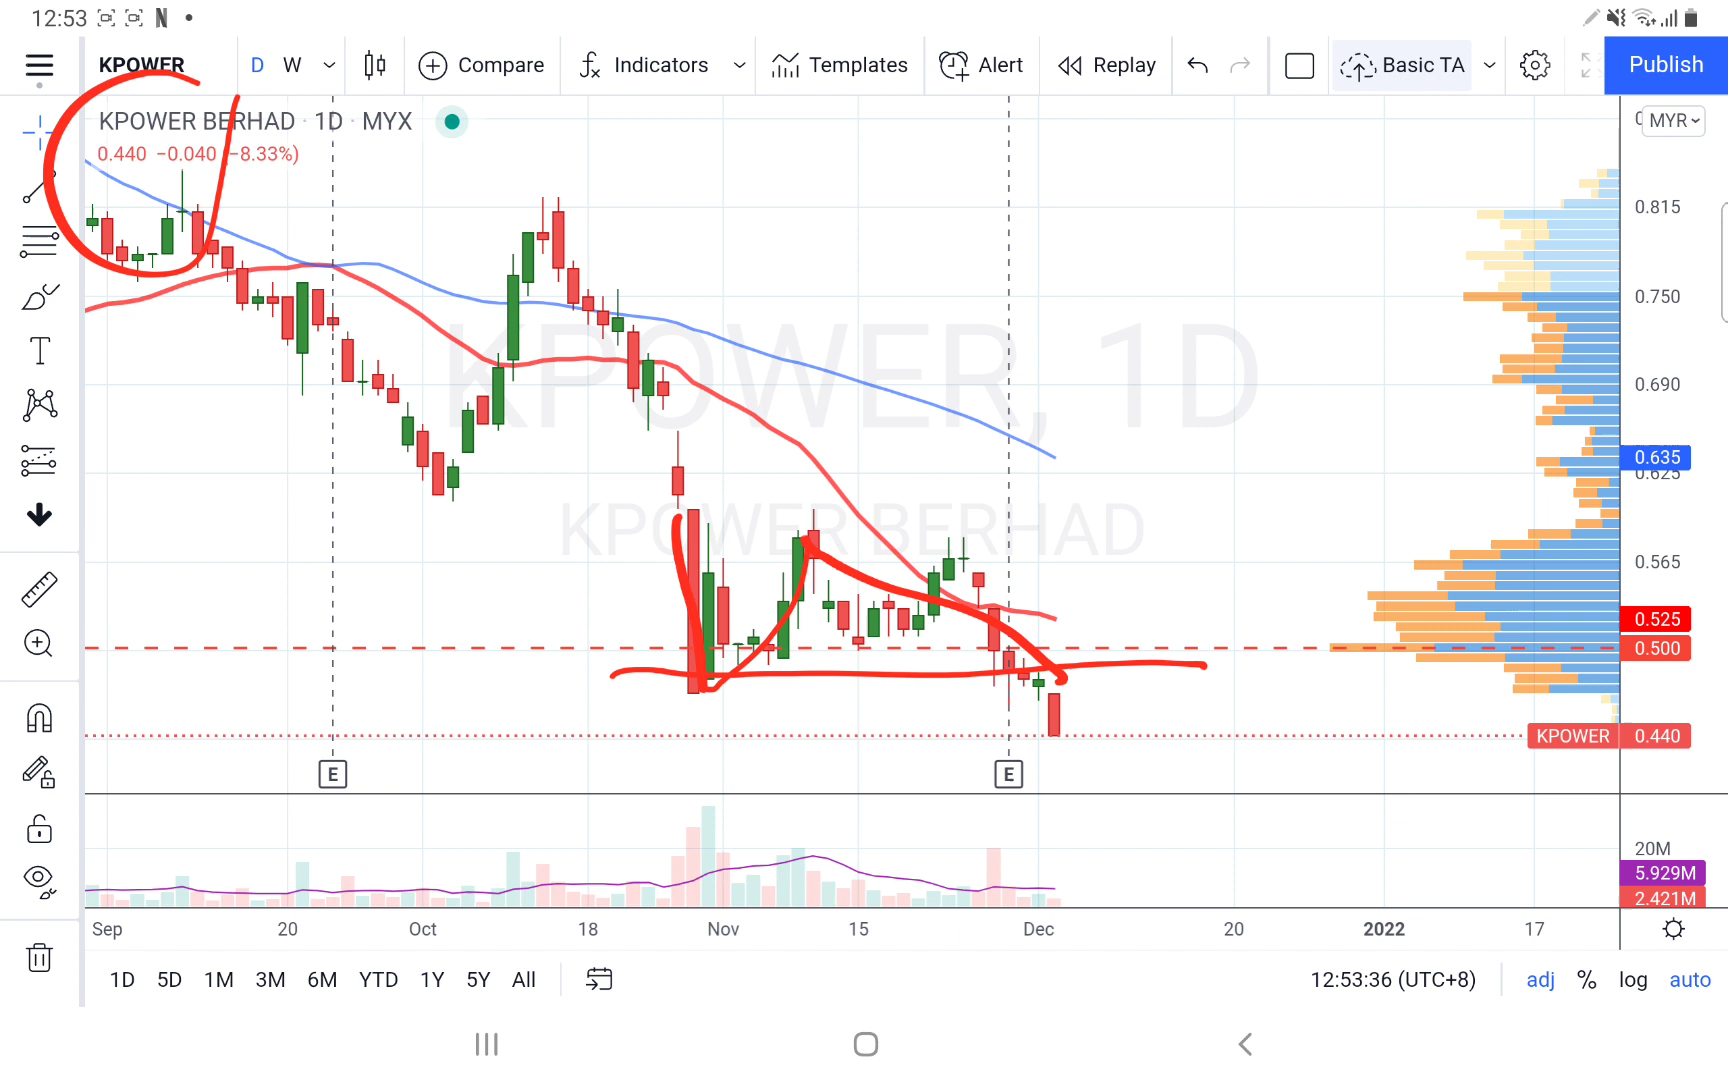 12:53
KPOWER D W Compare Indicators Templates Alert Replay Basic TA Publish
KPOWER BERHAD · 1D · MYX
0.440 −0.040 (−8.33%)
MYR
0.815
0.750
0.690
0.635
0.625
0.565
0.525
0.500
KPOWER 0.440
KPOWER, 1D
KPOWER BERHAD
E E
20M
5.929M
2.421M
Sep 20 Oct 18 Nov 15 Dec 20 2022 17
1D 5D 1M 3M 6M YTD 1Y 5Y All 12:53:36 (UTC+8) adj % log auto